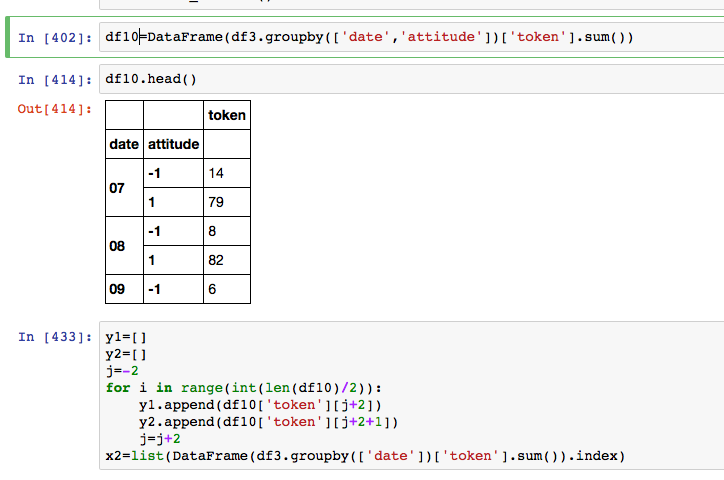 In [402]: df10=DataFrame(df3.groupby(['date','attitude'])['token'].sum())
In [414]: df10.head()
Out[414]:
token
date attitude
07 -1 14
1 79
08 -1 8
1 82
09 -1 6
In [433]: y1=[]
y2=[]
j=-2
for i in range(int(len(df10)/2)):
y1.append(df10['token'][j+2])
y2.append(df10['token'][j+2+1])
j=j+2
x2=list(DataFrame(df3.groupby(['date'])['token'].sum()).index)